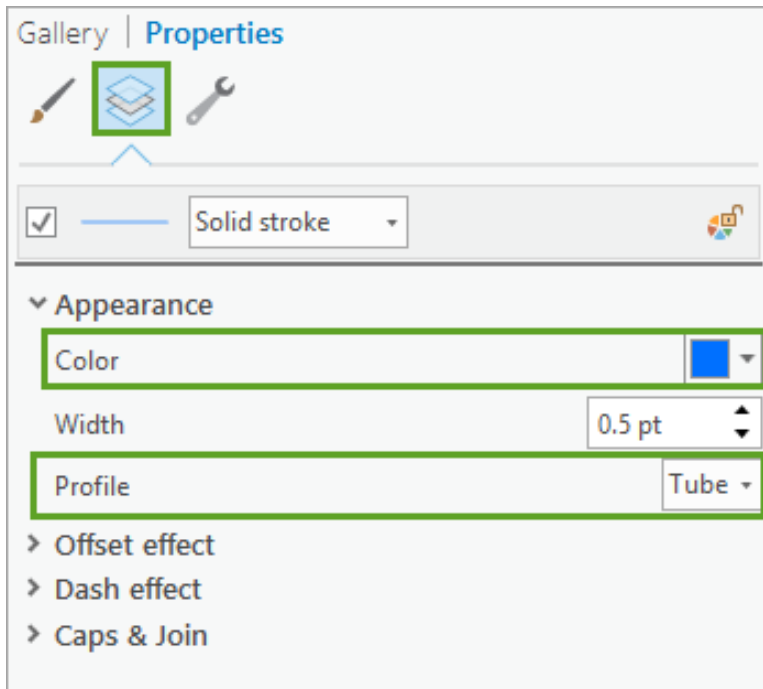 Gallery | Properties
Solid stroke
Appearance
Color
Width 0.5 pt
Profile Tube
Offset effect
Dash effect
Caps & Join